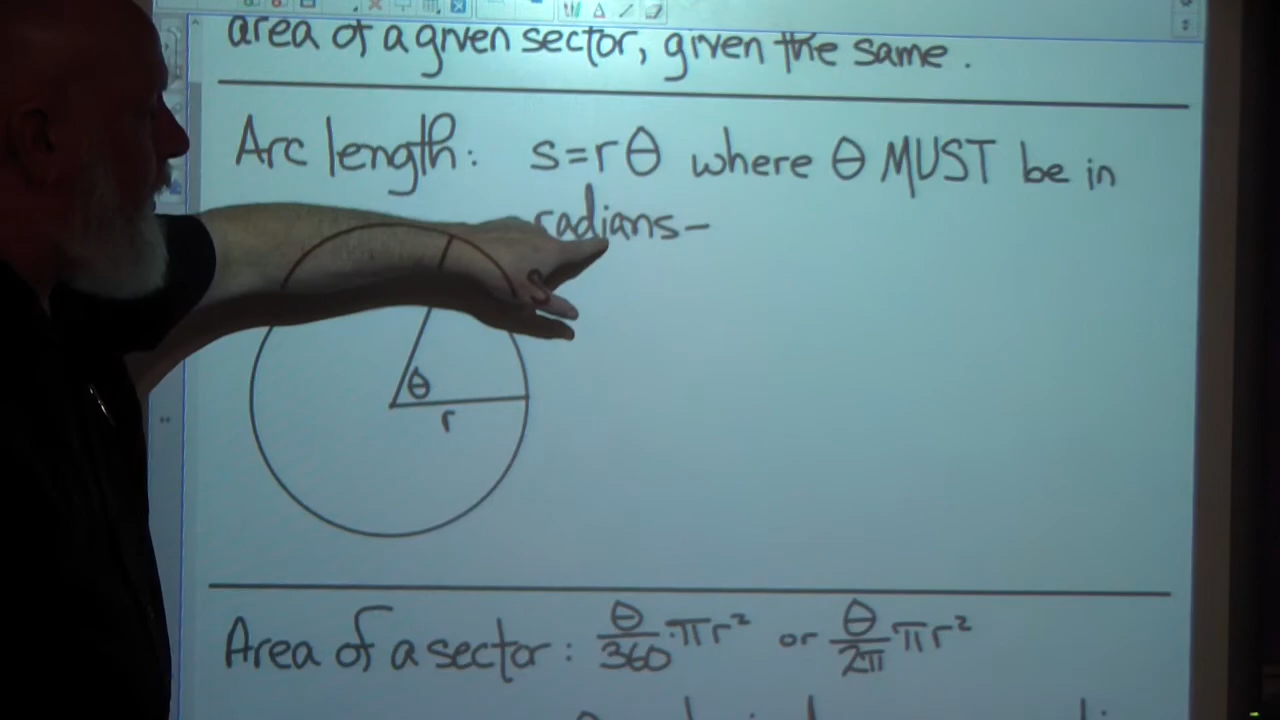 area of a given sector, given the same.
Arc length: s=rθ where θ MUST be in
radians–
s
θ
r
Area of a sector: θ/360·πr² or θ/2π πr²